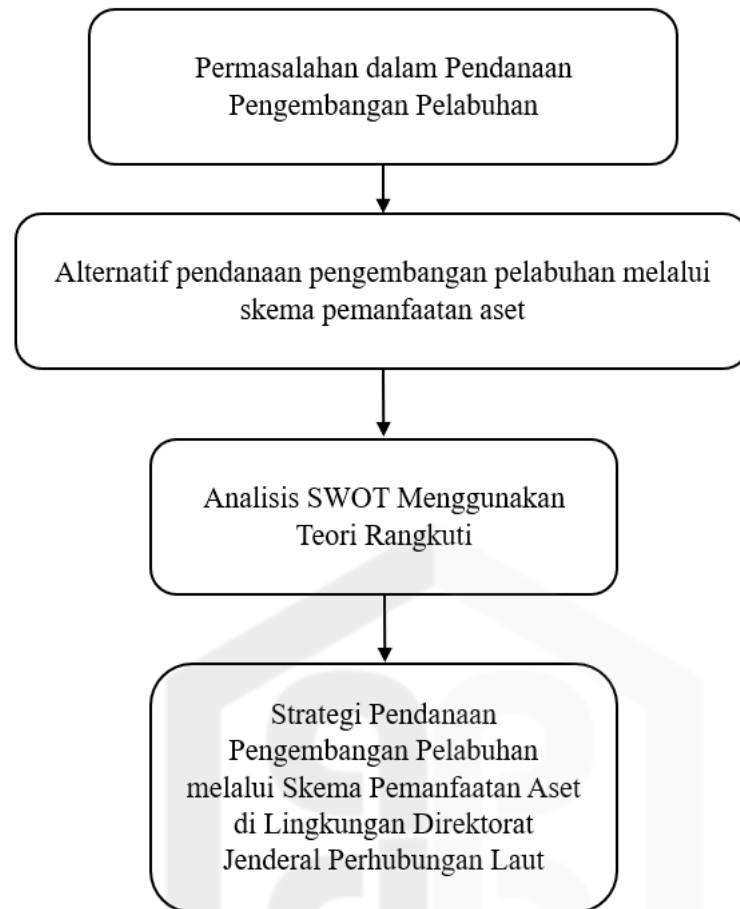 Permasalahan dalam Pendanaan
Pengembangan Pelabuhan
Alternatif pendanaan pengembangan pelabuhan melalui
skema pemanfaatan aset
Analisis SWOT Menggunakan
Teori Rangkuti
Strategi Pendanaan
Pengembangan Pelabuhan
melalui Skema Pemanfaatan Aset
di Lingkungan Direktorat
Jenderal Perhubungan Laut